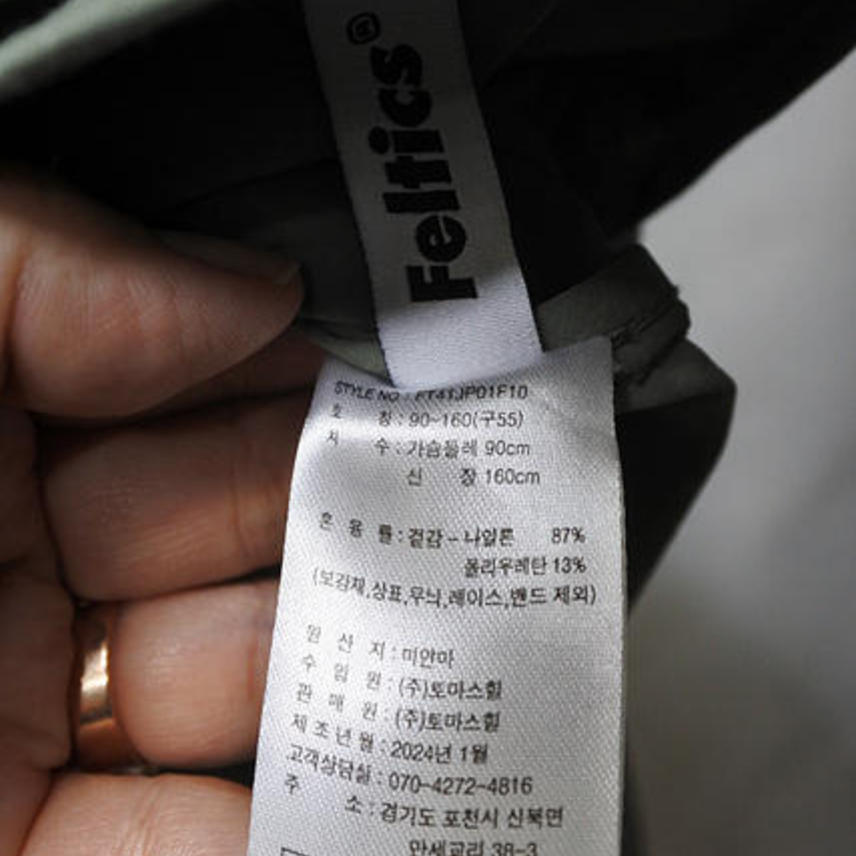 Feltics®
STYLE NO : FT41JP01F10
호 칭 : 90-160(구55)
치 수 : 가슴둘레 90cm
신 장 160cm
혼 용 률 : 겉감 - 나일론 87%
폴리우레탄 13%
(보강재,상표,무늬,레이스,밴드 제외)
원 산 지 : 미얀마
수 입 원 : (주)토마스힐
판 매 원 : (주)토마스힐
제 조 년 월 : 2024년 1월
고객상담실 : 070-4272-4816
주 소 : 경기도 포천시 신북면
만세교리 38-3